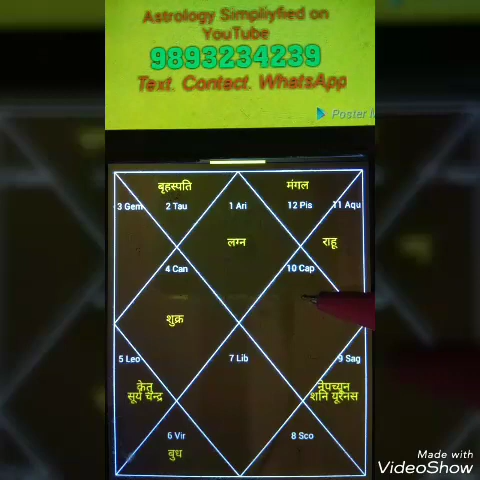 Astrology Simpliyfied on
YouTube
9893234239
Text. Contact. WhatsApp
Poster
बृहस्पति
मंगल
3 Gem
2 Tau
1 Ari
12 Pis
11 Aqu
लग्न
राहू
4 Can
10 Cap
शुक्र
5 Leo
7 Lib
9 Sag
केतु
सूर्य चन्द्र
नेपच्यून
शनि यूरेनस
6 Vir
8 Sco
बुध
Made with
VideoShow